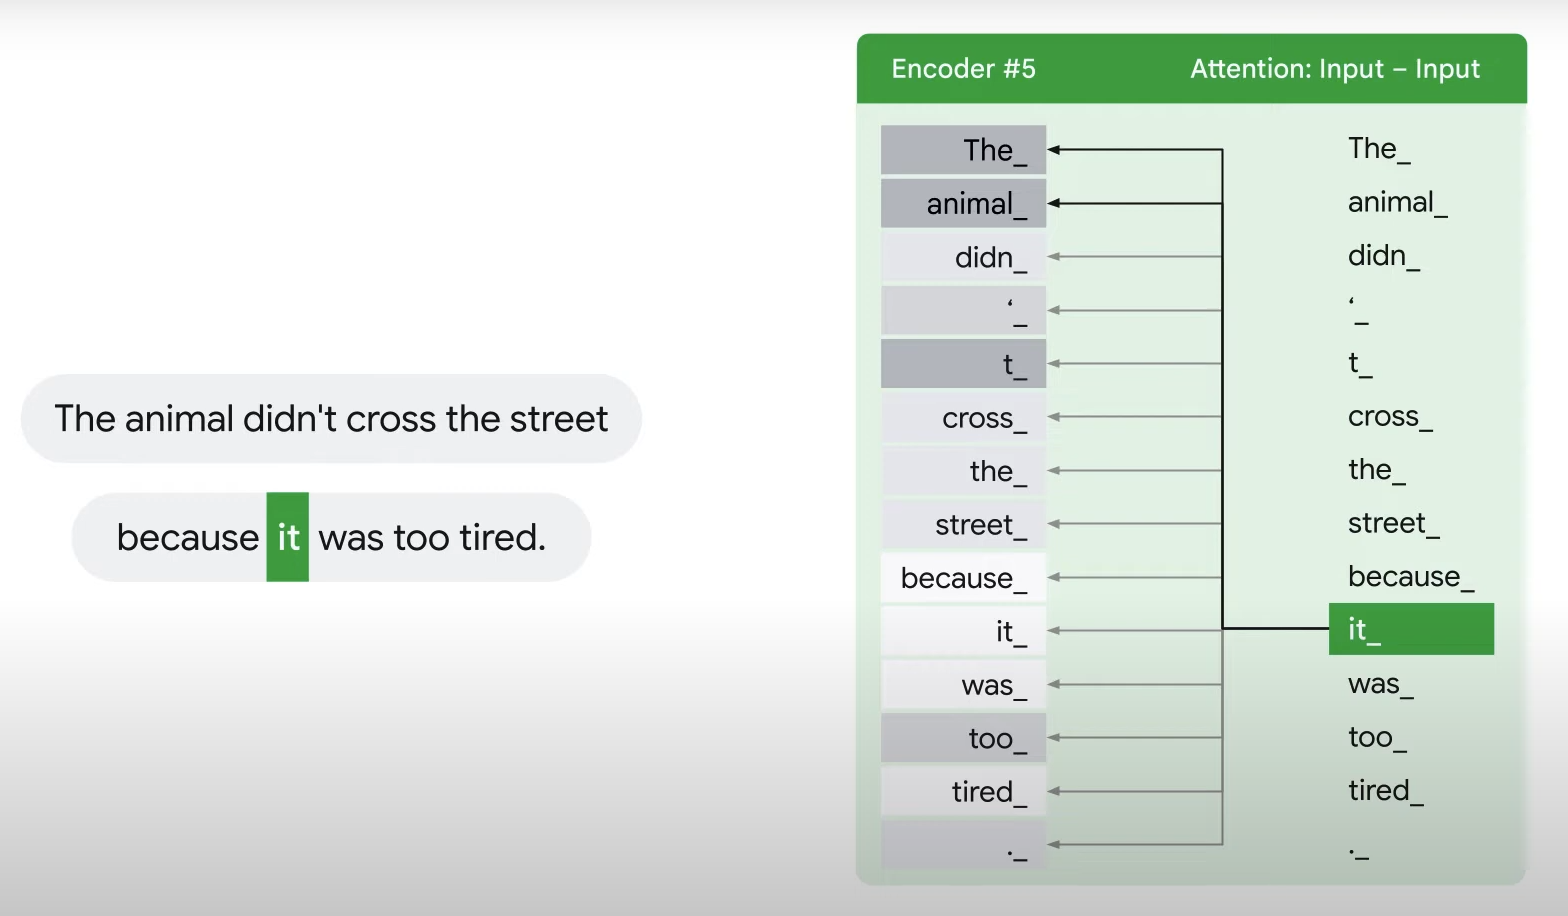 The animal didn't cross the street
because it was too tired.
Encoder #5 Attention: Input – Input
The_ The_
animal_ animal_
didn_ didn_
‘_ ‘_
t_ t_
cross_ cross_
the_ the_
street_ street_
because_ because_
it_ it_
was_ was_
too_ too_
tired_ tired_
._ ._